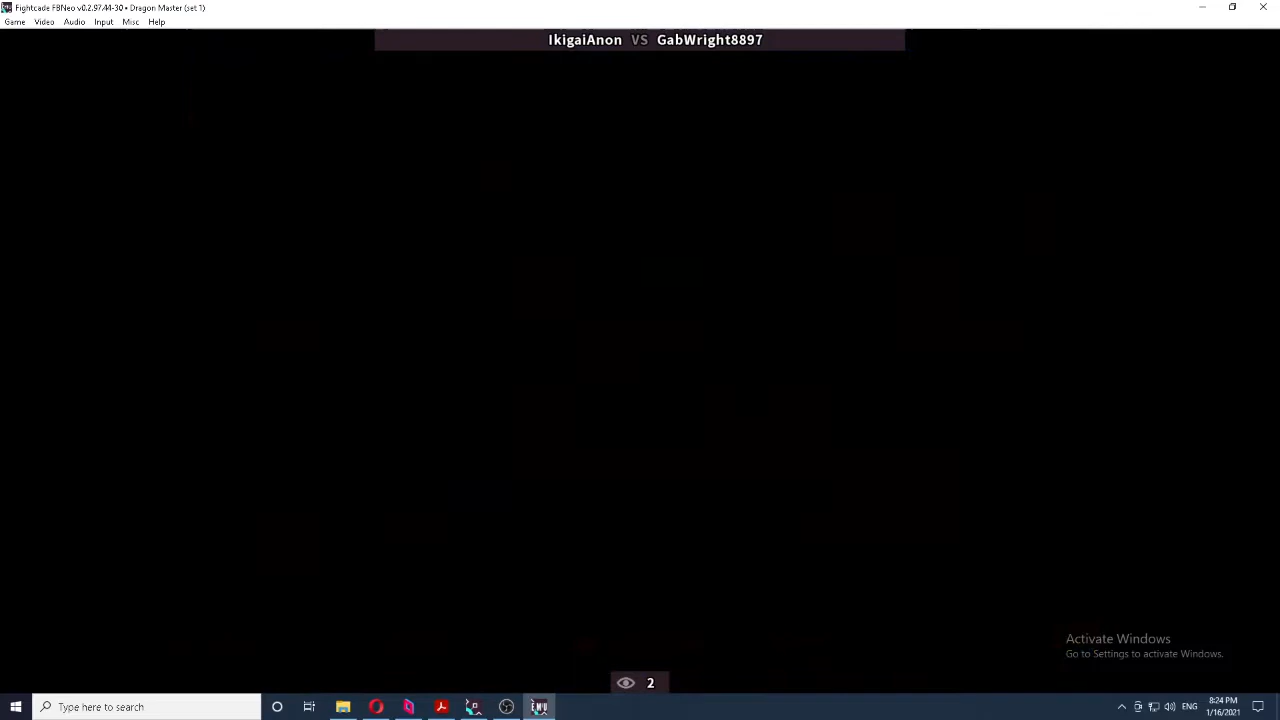 Fightcade FBNeo v0.2.97.44-30 • Dragon Master (set 1)
Game Video Audio Input Misc Help
IkigaiAnon VS GabWright8897
Activate Windows
Go to Settings to activate Windows.
2
Type here to search
ENG
8:24 PM
1/16/2021